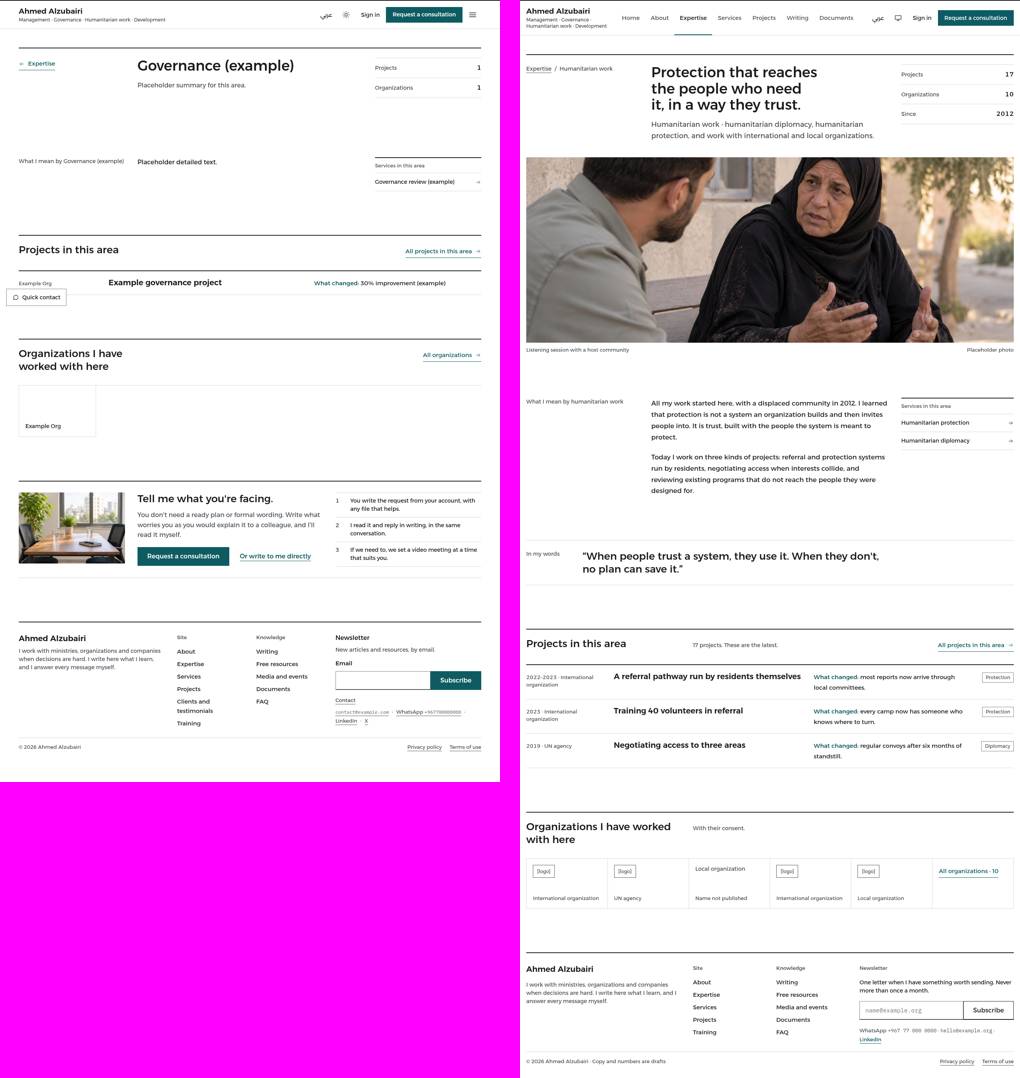 Ahmed Alzubairi
Management · Governance · Humanitarian work · Development
عربي
Sign in
Request a consultation
← Expertise
Governance (example)
Placeholder summary for this area.
Projects 1
Organizations 1
What I mean by Governance (example)
Placeholder detailed text.
Services in this area
Governance review (example) →
Projects in this area
All projects in this area →
Example Org
Example governance project
What changed: 30% improvement (example)
Quick contact
Organizations I have
worked with here
All organizations →
Example Org
Tell me what you're facing.
You don't need a ready plan or formal wording. Write what
worries you as you would explain it to a colleague, and I'll
read it myself.
Request a consultation
Or write to me directly
1 You write the request from your account, with
any file that helps.
2 I read it and reply in writing, in the same
conversation.
3 If we need to, we set a video meeting at a time
that suits you.
Ahmed Alzubairi
I work with ministries, organizations and companies
when decisions are hard. I write here what I learn,
and I answer every message myself.
Site
About
Expertise
Services
Projects
Clients and
testimonials
Training
Knowledge
Writing
Free resources
Media and events
Documents
FAQ
Newsletter
New articles and resources, by email.
Email
Subscribe
Contact
contact@example.com · WhatsApp +967700000000 ·
LinkedIn · X
© 2026 Ahmed Alzubairi
Privacy policy
Terms of use
Ahmed Alzubairi
Management · Governance ·
Humanitarian work · Development
Home
About
Expertise
Services
Projects
Writing
Documents
عربي
Sign in
Request a consultation
Expertise / Humanitarian work
Protection that reaches
the people who need
it, in a way they trust.
Humanitarian work · humanitarian diplomacy, humanitarian
protection, and work with international and local organizations.
Projects 17
Organizations 10
Since 2012
Listening session with a host community
Placeholder photo
What I mean by humanitarian work
All my work started here, with a displaced community in 2012. I learned
that protection is not a system an organization builds and then invites
people into. It is trust, built with the people the system is meant to
protect.
Today I work on three kinds of projects: referral and protection systems
run by residents, negotiating access when interests collide, and
reviewing existing programs that do not reach the people they were
designed for.
Services in this area
Humanitarian protection →
Humanitarian diplomacy →
In my words
"When people trust a system, they use it. When they don't,
no plan can save it."
Projects in this area
17 projects. These are the latest.
All projects in this area →
2022-2023 · International
organization
A referral pathway run by residents themselves
What changed: most reports now arrive through
local committees.
Protection
2023 · International
organization
Training 40 volunteers in referral
What changed: every camp now has someone who
knows where to turn.
Protection
2019 · UN agency
Negotiating access to three areas
What changed: regular convoys after six months of
standstill.
Diplomacy
Organizations I have worked
with here
With their consent.
[logo]
International organization
[logo]
UN agency
Local organization
Name not published
[logo]
International organization
[logo]
Local organization
All organizations · 10
Ahmed Alzubairi
I work with ministries, organizations and companies
when decisions are hard. I write here what I learn, and I
answer every message myself.
Site
About
Expertise
Services
Projects
Training
Knowledge
Writing
Free resources
Media and events
Documents
FAQ
Newsletter
One letter when I have something worth sending. Never
more than once a month.
name@example.org
Subscribe
WhatsApp +967 77 000 0000 · hello@example.org ·
LinkedIn
© 2026 Ahmed Alzubairi · Copy and numbers are drafts
Privacy policy
Terms of use